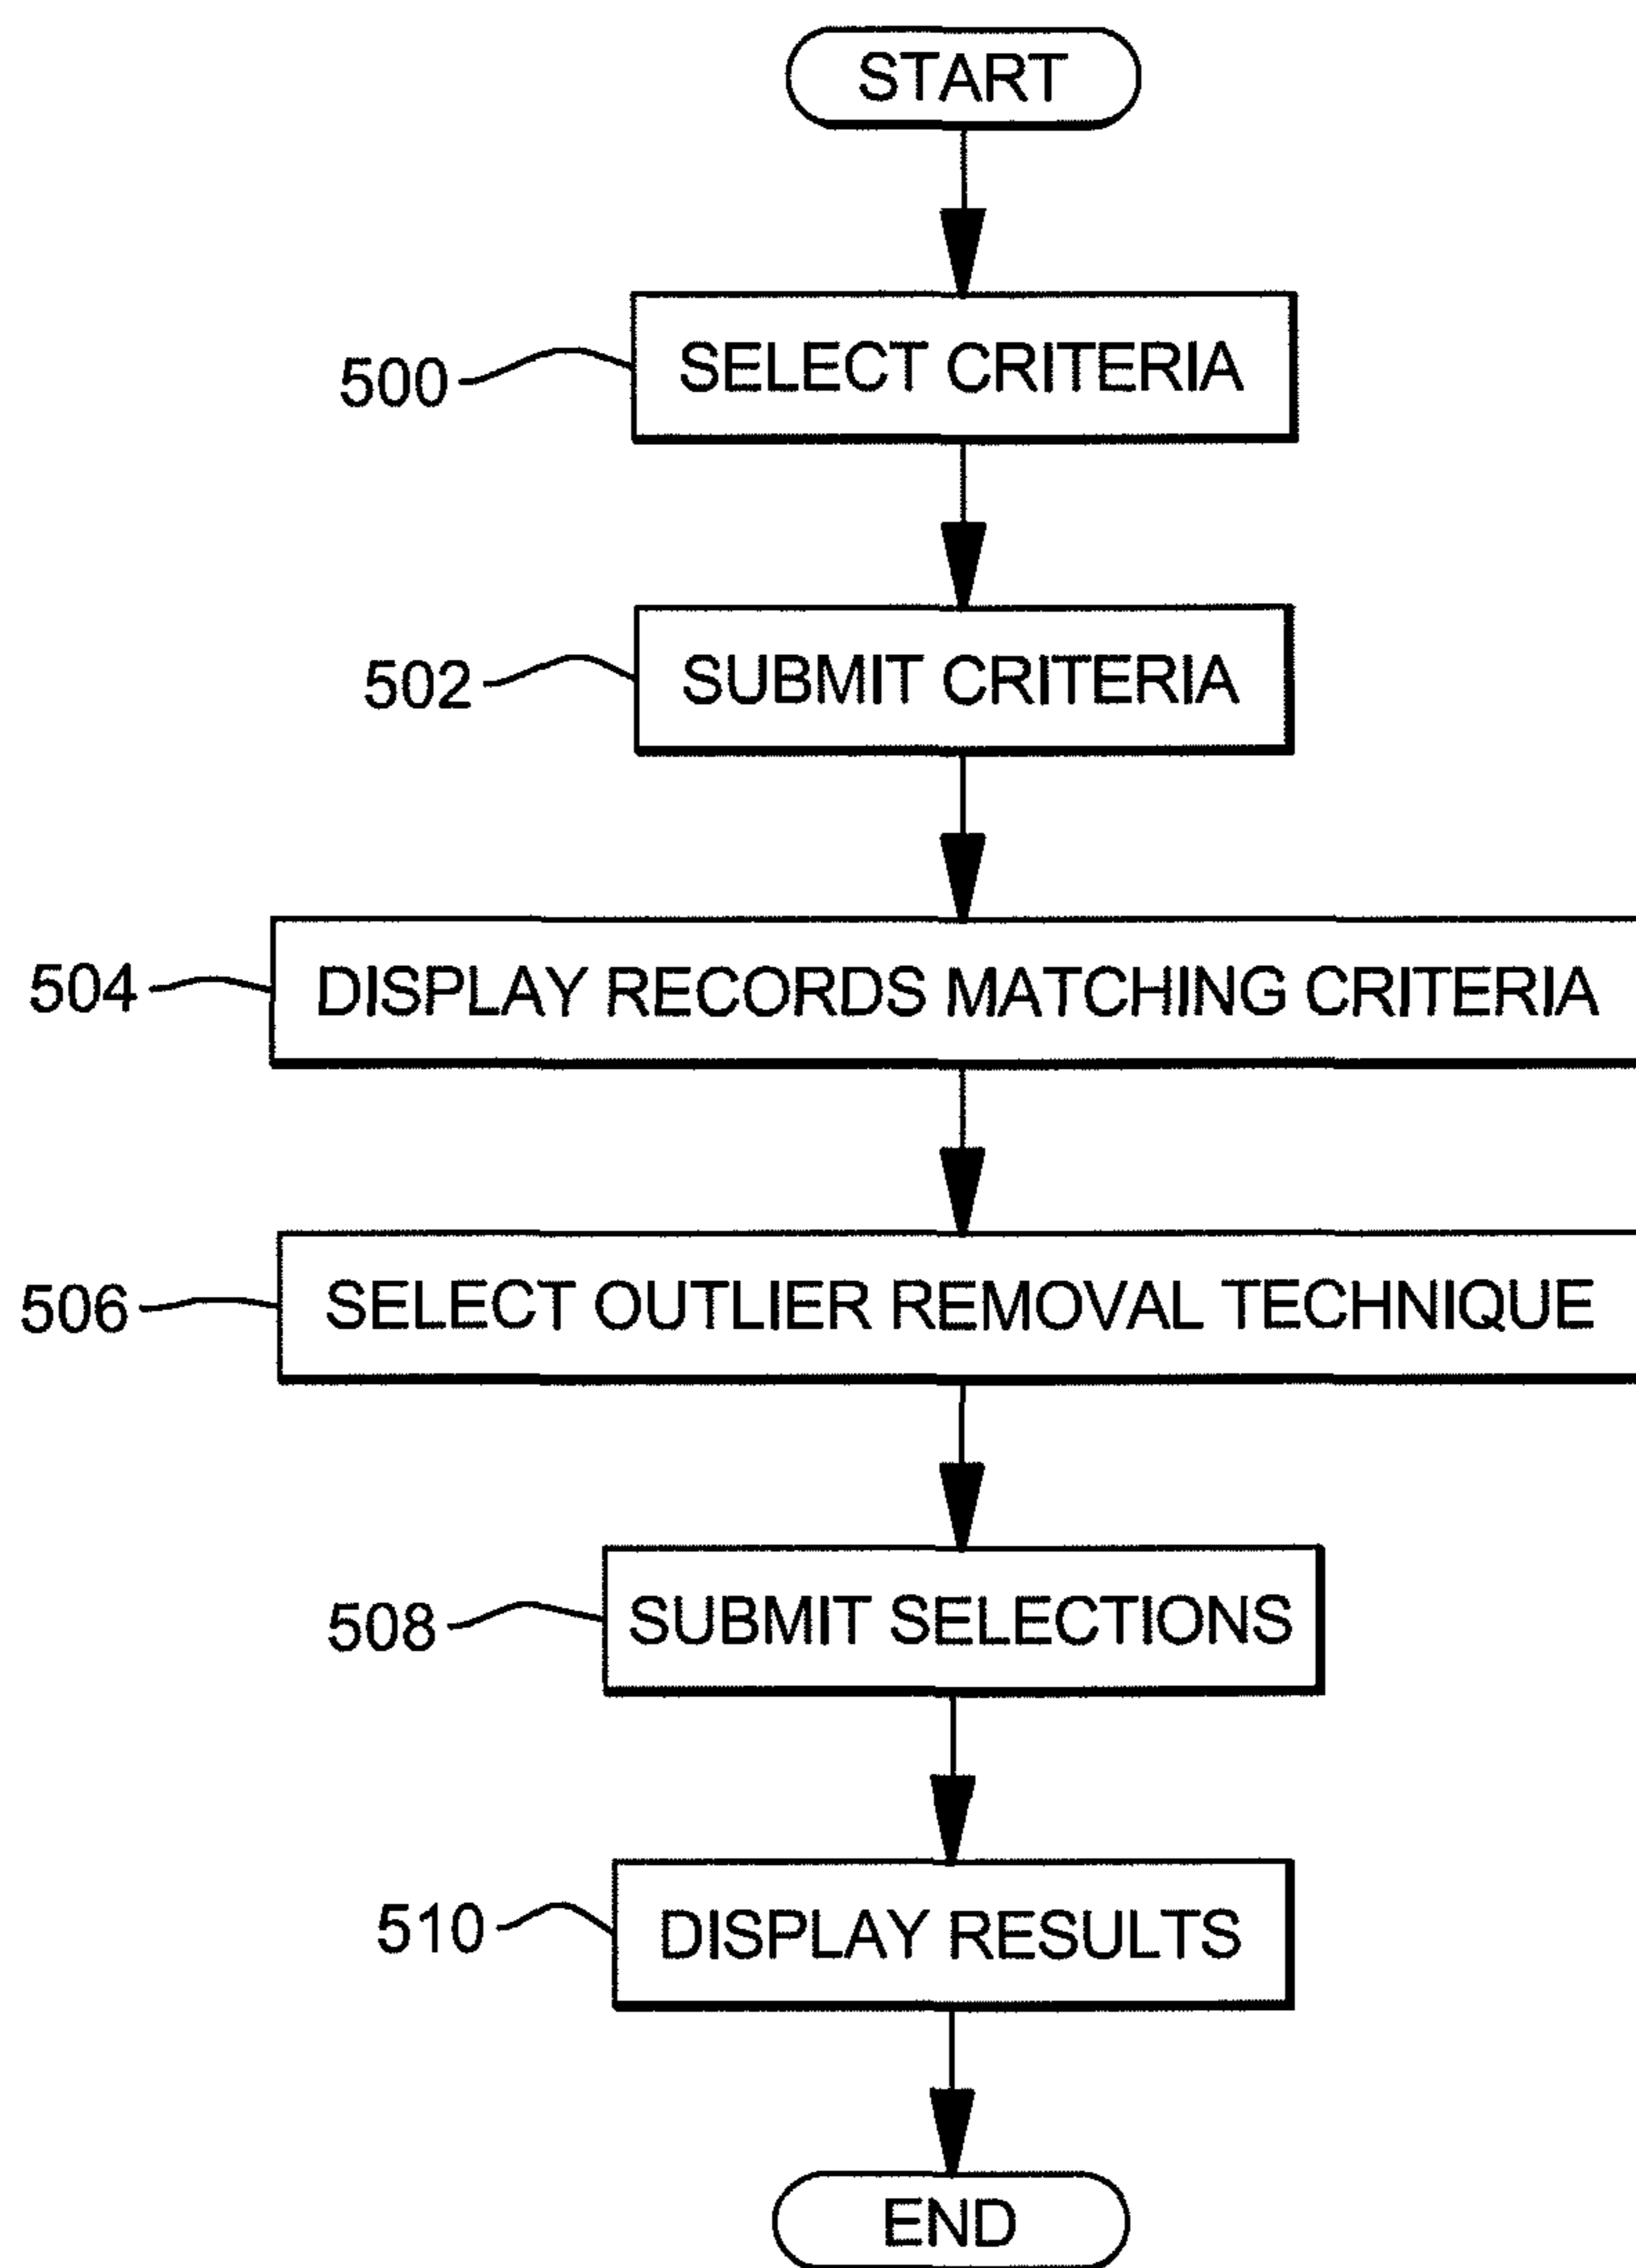 START
500
SELECT CRITERIA
502
SUBMIT CRITERIA
504
DISPLAY RECORDS MATCHING CRITERIA
506
SELECT OUTLIER REMOVAL TECHNIQUE
508
SUBMIT SELECTIONS
510
DISPLAY RESULTS
END